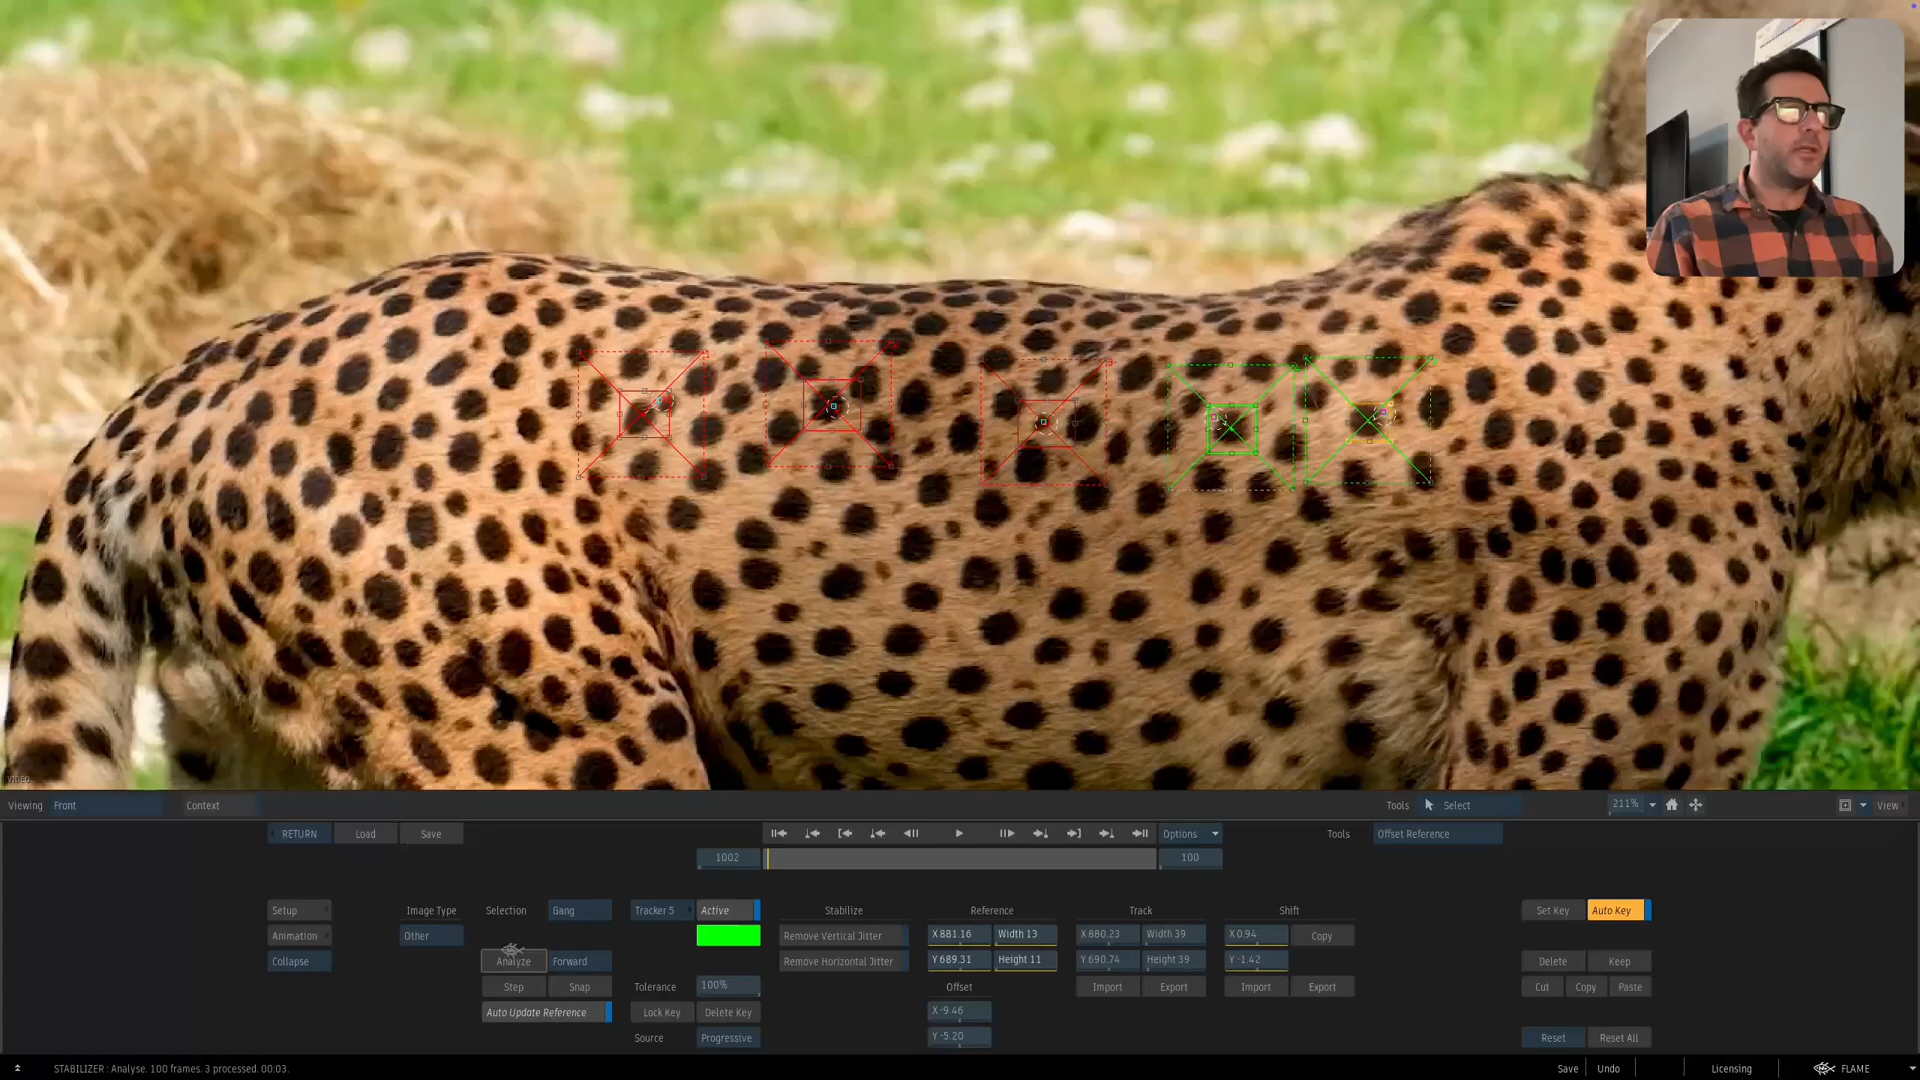 VIDEO
Viewing Front Context Tools Select 211% View
RETURN Load Save Options Tools Offset Reference
1002 100
Setup Image Type Selection Gang Tracker 5 Active Stabilize Reference Track Shift Set Key Auto Key
Animation Other Remove Vertical Jitter X 881.16 Width 13 X 880.23 Width 39 X 0.94 Copy
Collapse Analyze Forward Remove Horizontal Jitter Y 689.31 Height 11 Y 690.74 Height 39 Y -1.42 Delete Keep
Step Snap Tolerance 100% Offset Import Export Import Export Cut Copy Paste
Auto Update Reference Lock Key Delete Key X -9.46
Source Progressive Y -5.20 Reset Reset All
STABILIZER : Analyse. 100 frames. 3 processed. 00:03. Save Undo Licensing FLAME